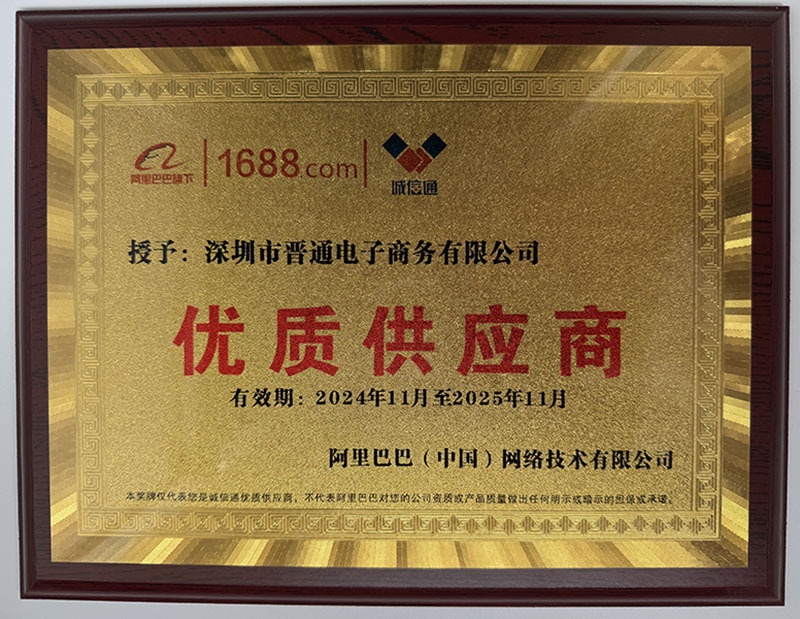 阿里巴巴旗下 1688.com 诚信通
授予：深圳市晋通电子商务有限公司
优质供应商
有效期：2024年11月至2025年11月
阿里巴巴（中国）网络技术有限公司
本奖牌仅代表您是诚信通优质供应商，不代表阿里巴巴对您的公司资质或产品质量做出任何明示或暗示的担保或承诺。